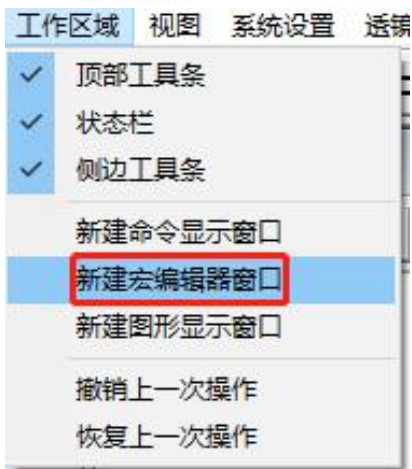 工作区域 视图 系统设置 透镜
顶部工具条
状态栏
侧边工具条
新建命令显示窗口
新建宏编辑器窗口
新建图形显示窗口
撤销上一次操作
恢复上一次操作